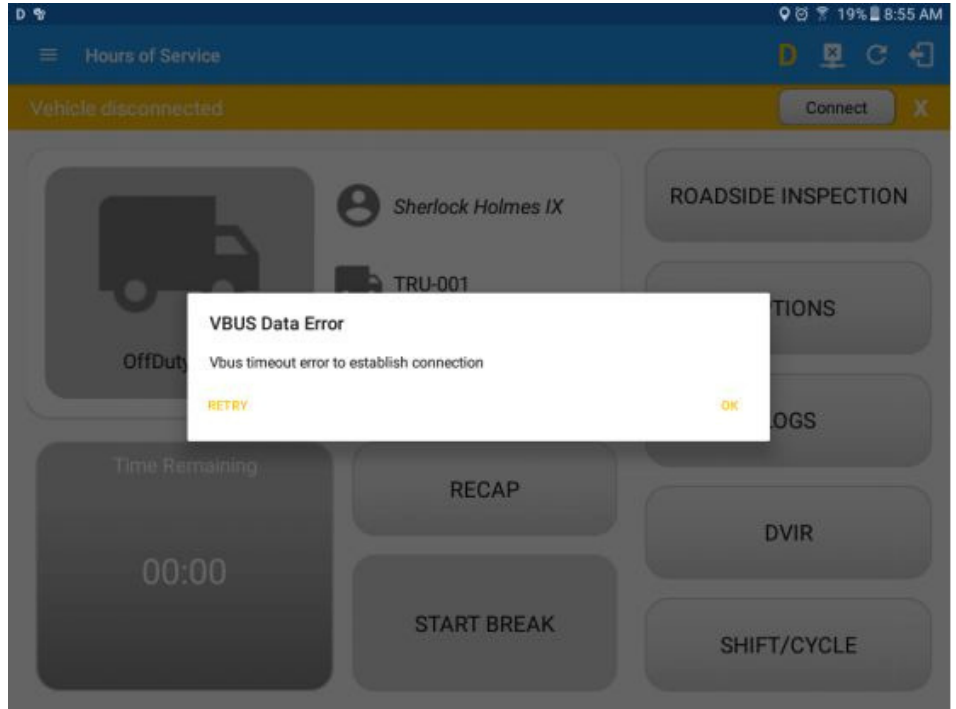 D
19% 8:55 AM
Hours of Service
D
Vehicle disconnected
Connect
X
Sherlock Holmes IX
TRU-001
OffDuty
ROADSIDE INSPECTION
TIONS
VBUS Data Error
Vbus timeout error to establish connection
RETRY
OK
OGS
Time Remaining
00:00
RECAP
START BREAK
DVIR
SHIFT/CYCLE